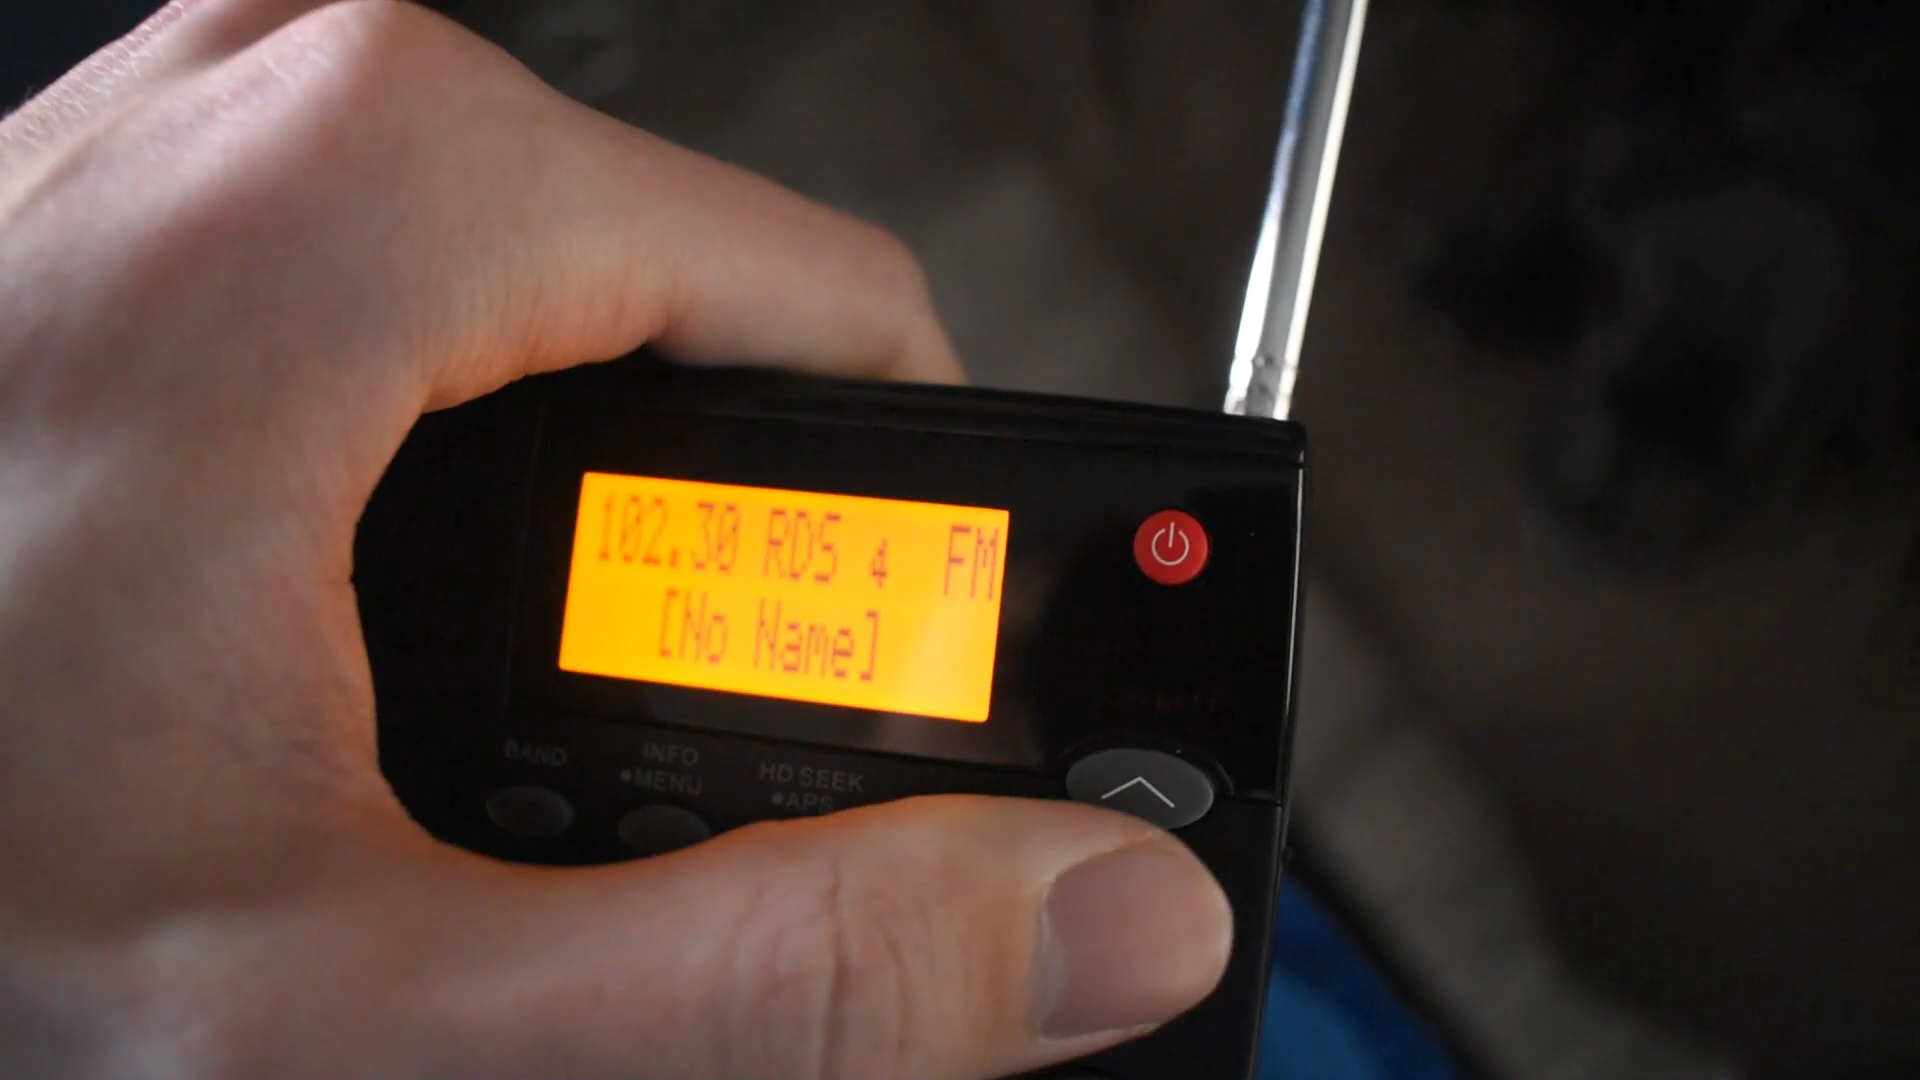 102.30 RDS 4 FM
[No Name]
BAND
INFO
•MENU
HD SEEK
•APS